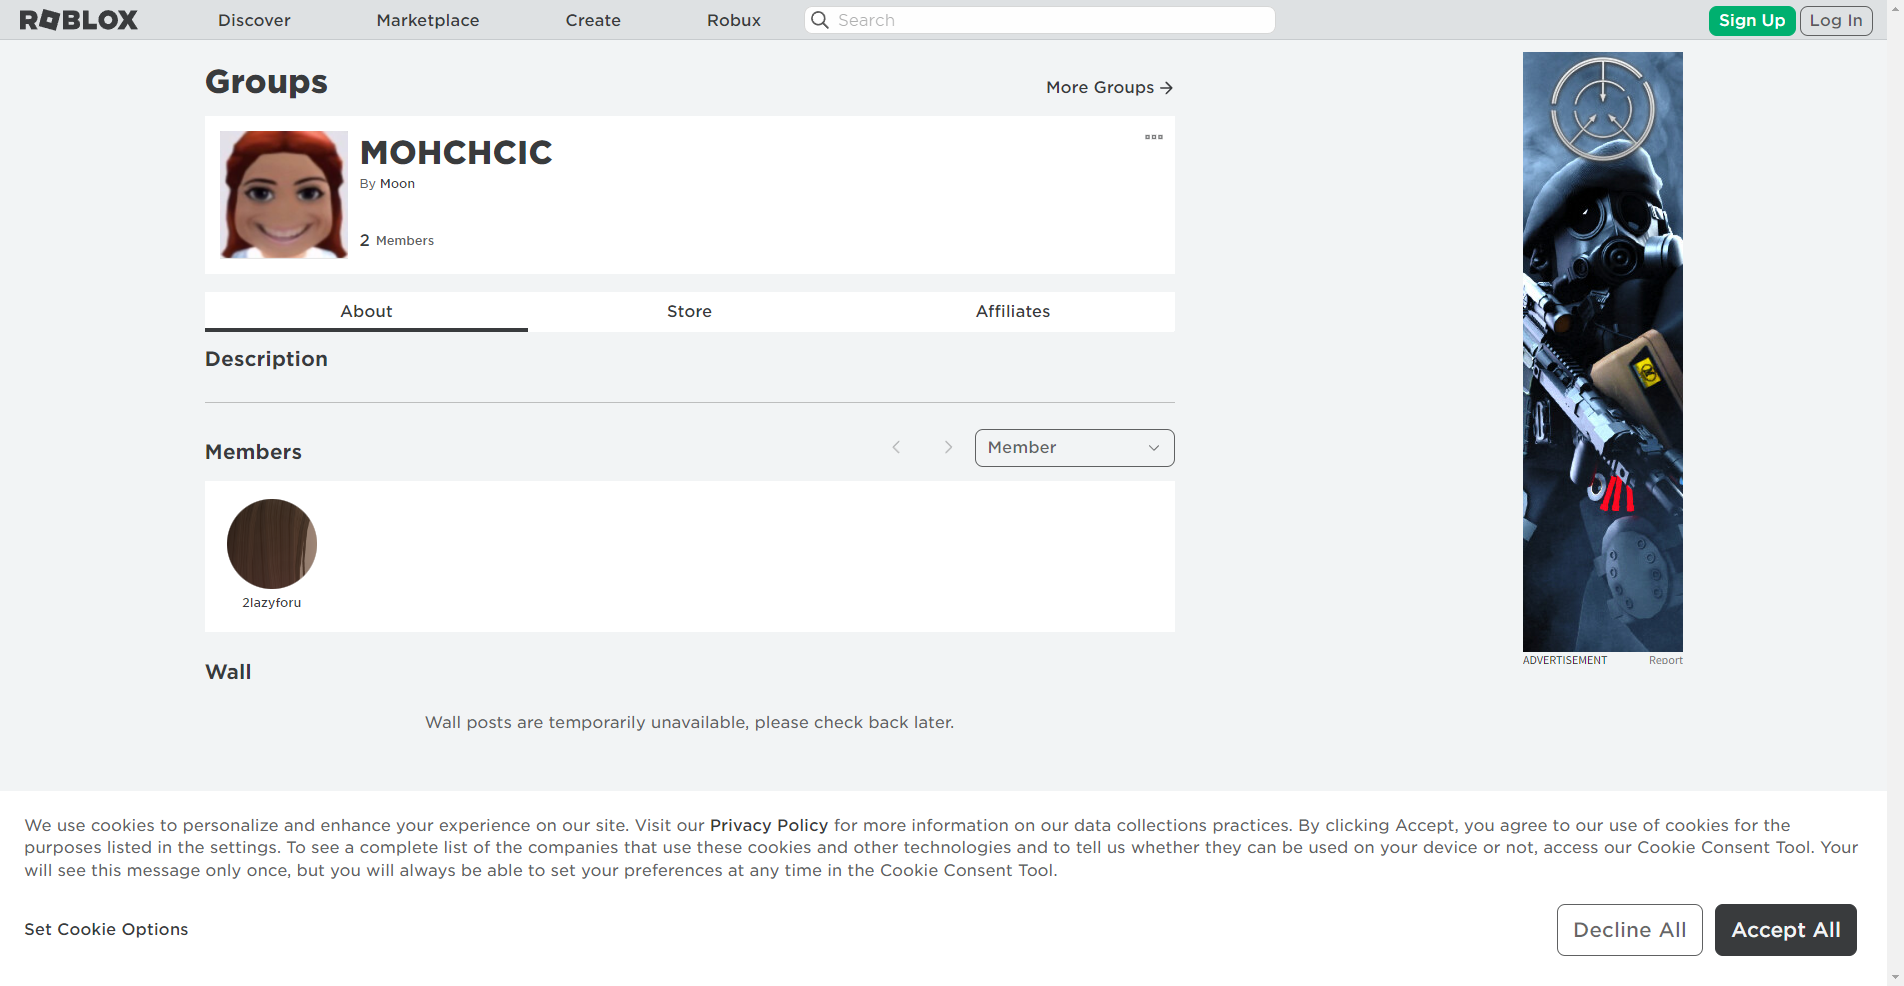 ROBLOX
Discover
Marketplace
Create
Robux
Search
Sign Up
Log In
Groups
More Groups
MOHCHCIC
By Moon
2 Members
About
Store
Affiliates
Description
Members
Member
2lazyforu
Wall
Wall posts are temporarily unavailable, please check back later.
ADVERTISEMENT
Report
We use cookies to personalize and enhance your experience on our site. Visit our Privacy Policy for more information on our data collections practices. By clicking Accept, you agree to our use of cookies for the
purposes listed in the settings. To see a complete list of the companies that use these cookies and other technologies and to tell us whether they can be used on your device or not, access our Cookie Consent Tool. Your
will see this message only once, but you will always be able to set your preferences at any time in the Cookie Consent Tool.
Set Cookie Options
Decline All
Accept All